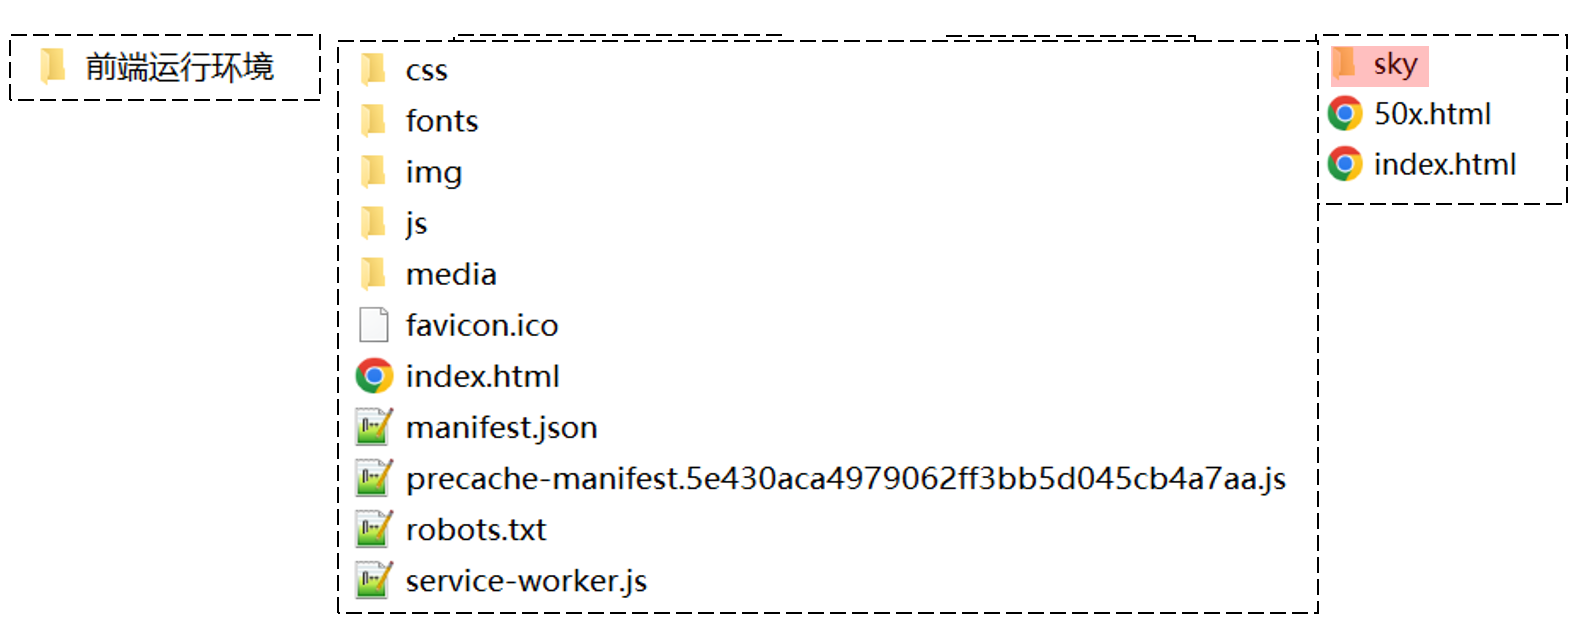 前端运行环境
css
fonts
img
js
media
favicon.ico
index.html
manifest.json
precache-manifest.5e430aca4979062ff3bb5d045cb4a7aa.js
robots.txt
service-worker.js
sky
50x.html
index.html